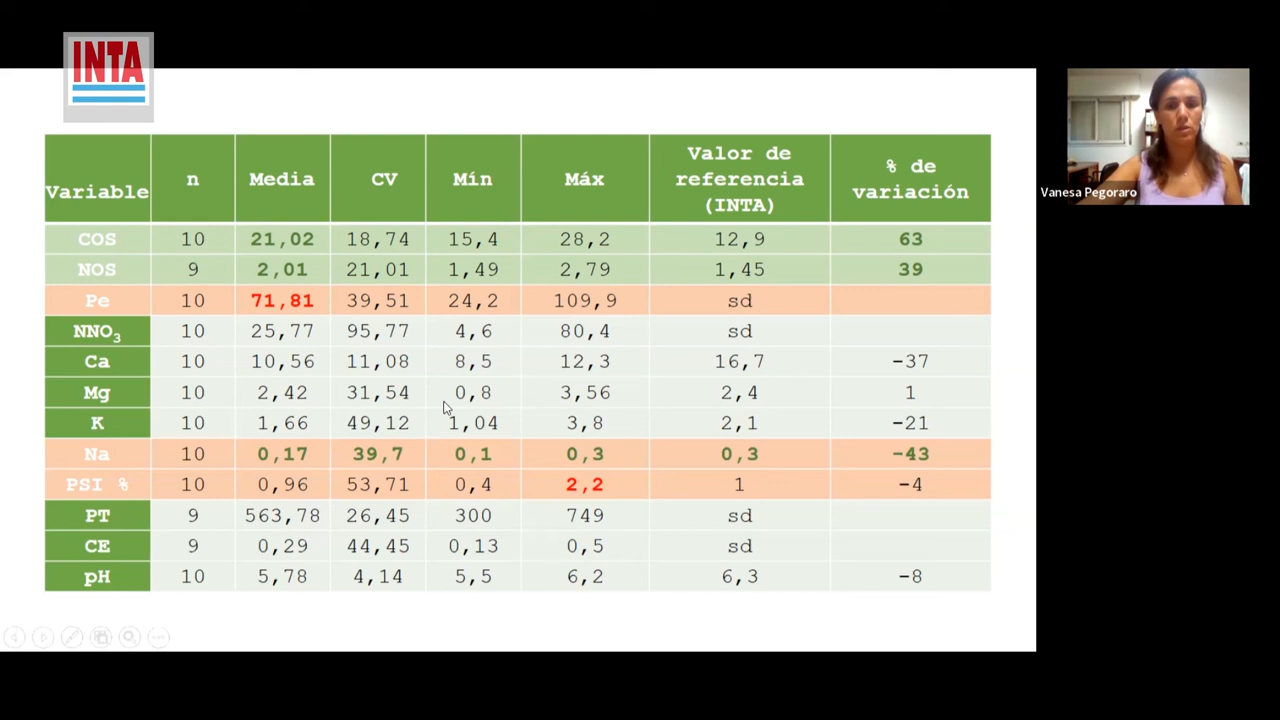 INTA
Variable n Media CV Mín Máx Valor de referencia (INTA) % de variación
COS 10 21,02 18,74 15,4 28,2 12,9 63
NOS 9 2,01 21,01 1,49 2,79 1,45 39
Pe 10 71,81 39,51 24,2 109,9 sd
NNO3 10 25,77 95,77 4,6 80,4 sd
Ca 10 10,56 11,08 8,5 12,3 16,7 -37
Mg 10 2,42 31,54 0,8 3,56 2,4 1
K 10 1,66 49,12 1,04 3,8 2,1 -21
Na 10 0,17 39,7 0,1 0,3 0,3 -43
PSI % 10 0,96 53,71 0,4 2,2 1 -4
PT 9 563,78 26,45 300 749 sd
CE 9 0,29 44,45 0,13 0,5 sd
pH 10 5,78 4,14 5,5 6,2 6,3 -8
Vanesa Pegoraro